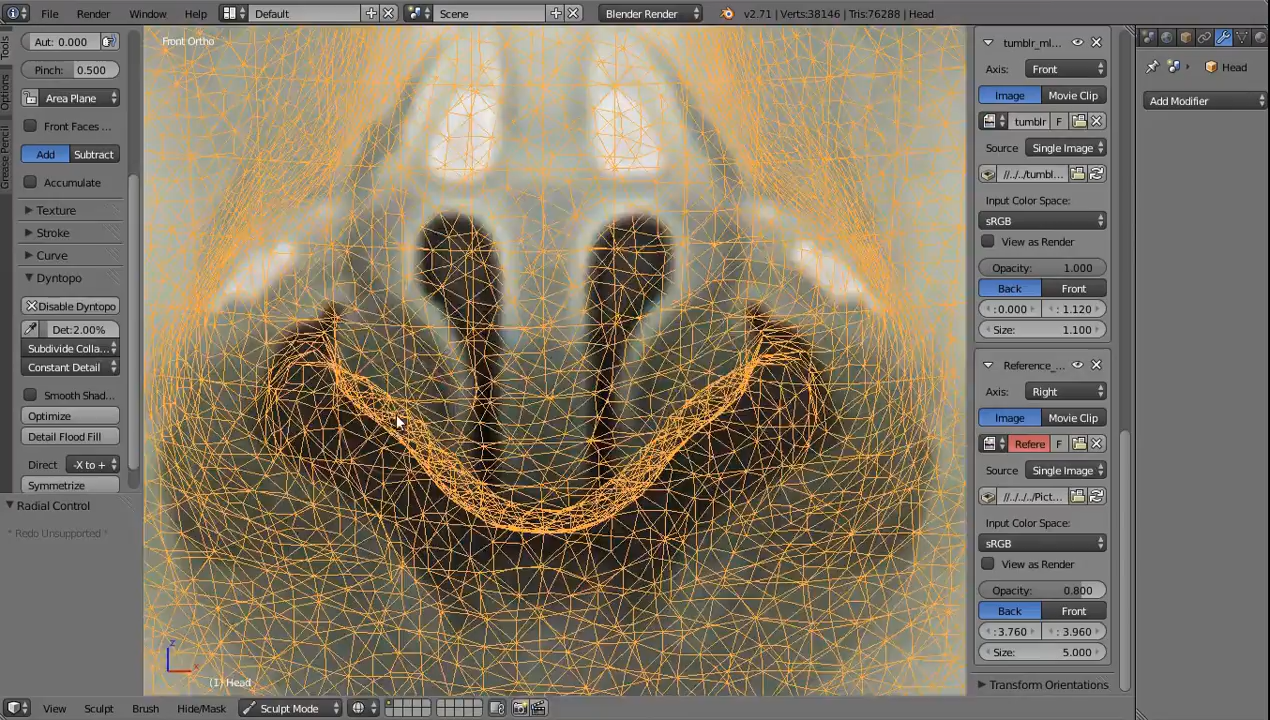 File Render Window Help Default Scene Blender Render v2.71 | Verts:38146 | Tris:76288 | Head
Tools
Options
Grease Pencil
Aut: 0.000
Pinch: 0.500
Area Plane
Front Faces ...
Add Subtract
Accumulate
Texture
Stroke
Curve
Dyntopo
Disable Dyntopo
Det:2.00%
Subdivide Colla...
Constant Detail
Smooth Shad...
Optimize
Detail Flood Fill
Direct -X to +
Symmetrize
Radial Control
* Redo Unsupported *
Front Ortho
z
x
(1) Head
tumblr_ml...
Axis: Front
Image Movie Clip
tumblr F
Source Single Image
//../../tumbl...
Input Color Space:
sRGB
View as Render
Opacity: 1.000
Back Front
:0.000 : 1.120
Size: 1.100
Reference_...
Axis: Right
Image Movie Clip
Refere F
Source Single Image
//../../../Pict...
Input Color Space:
sRGB
View as Render
Opacity: 0.800
Back Front
:3.760 : 3.960
Size: 5.000
Transform Orientations
Head
Add Modifier
View Sculpt Brush Hide/Mask Sculpt Mode